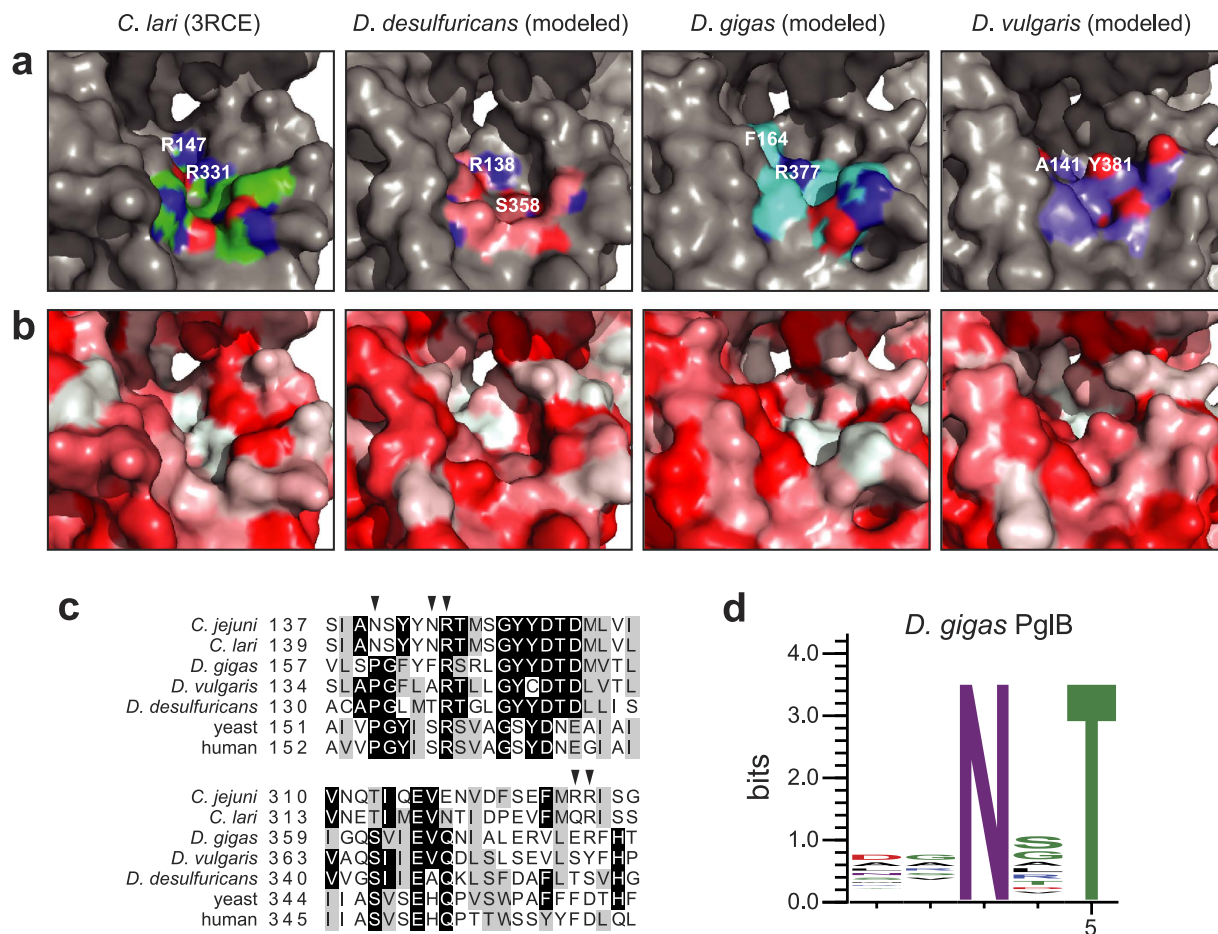 C. lari (3RCE)
D. desulfuricans (modeled)
D. gigas (modeled)
D. vulgaris (modeled)
a
R147
R331
R138
S358
F164
R377
A141 Y381
b
c
C. jejuni 137 SIANSYYNRTMSGYYDTDMLVI
C. lari 139 SIANSYYNRTMSGYYDTDMLVL
D. gigas 157 VLSPGFYFRSRLGYYDTDMVTL
D. vulgaris 134 SLAPGFLARTLLGYCDTDLVTL
D. desulfuricans 130 ACAPGLMTRTGLGYYDTDLLIS
yeast 151 AIVPGYISRSVAGSYDNEAIAI
human 152 AVVPGYISRSVAGSYDNEGIAI
C. jejuni 310 VNQTIQEVENVDFSEFMRRISG
C. lari 313 VNETIMEVNTIDPEVFMQRISS
D. gigas 359 IGQSVIEVQNIALERVLERFHT
D. vulgaris 363 VAQSIIEVQDLSLSEVLSYFHP
D. desulfuricans 340 VVGSIIEAQKLSFDAFLTSVHG
yeast 344 IIASVSEHQPVSWPAFFFDTHF
human 345 IIASVSEHQPTTWSSYYFDLQL
d
D. gigas PglB
bits
4.0
3.0
2.0
1.0
0.0
D G N S T
G
5